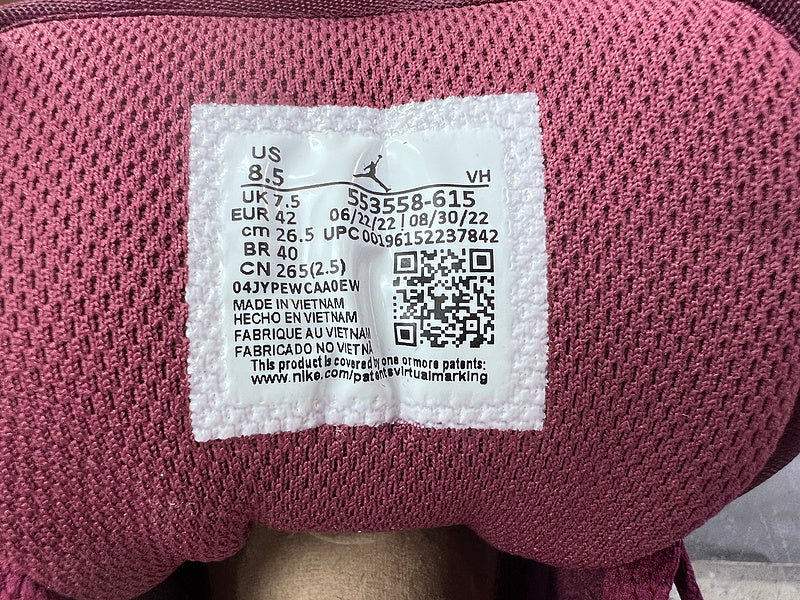 US
8.5
VH
UK 7.5
553558-615
EUR 42
06/22/22 | 08/30/22
cm 26.5
UPC 00196152237842
BR 40
CN 265(2.5)
04JYPEWCAA0EW
MADE IN VIETNAM
HECHO EN VIETNAM
FABRIQUE AU VIETNAM
FABRICADO NO VIETNA
This product is covered by one or more patents:
www.nike.com/patentsvirtualmarking